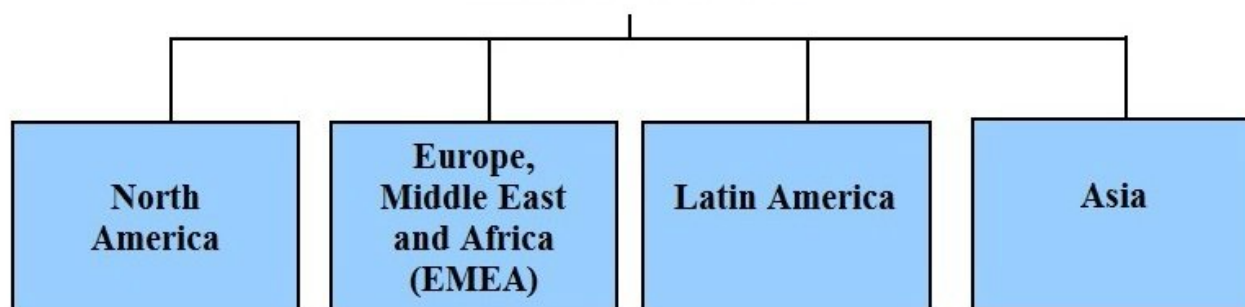 North
America
Europe,
Middle East
and Africa
(EMEA)
Latin America
Asia